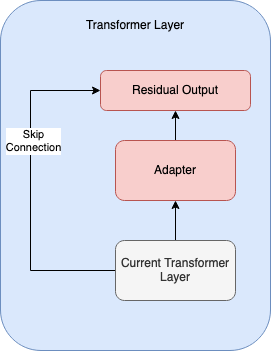 Transformer Layer
Residual Output
Skip
Connection
Adapter
Current Transformer
Layer